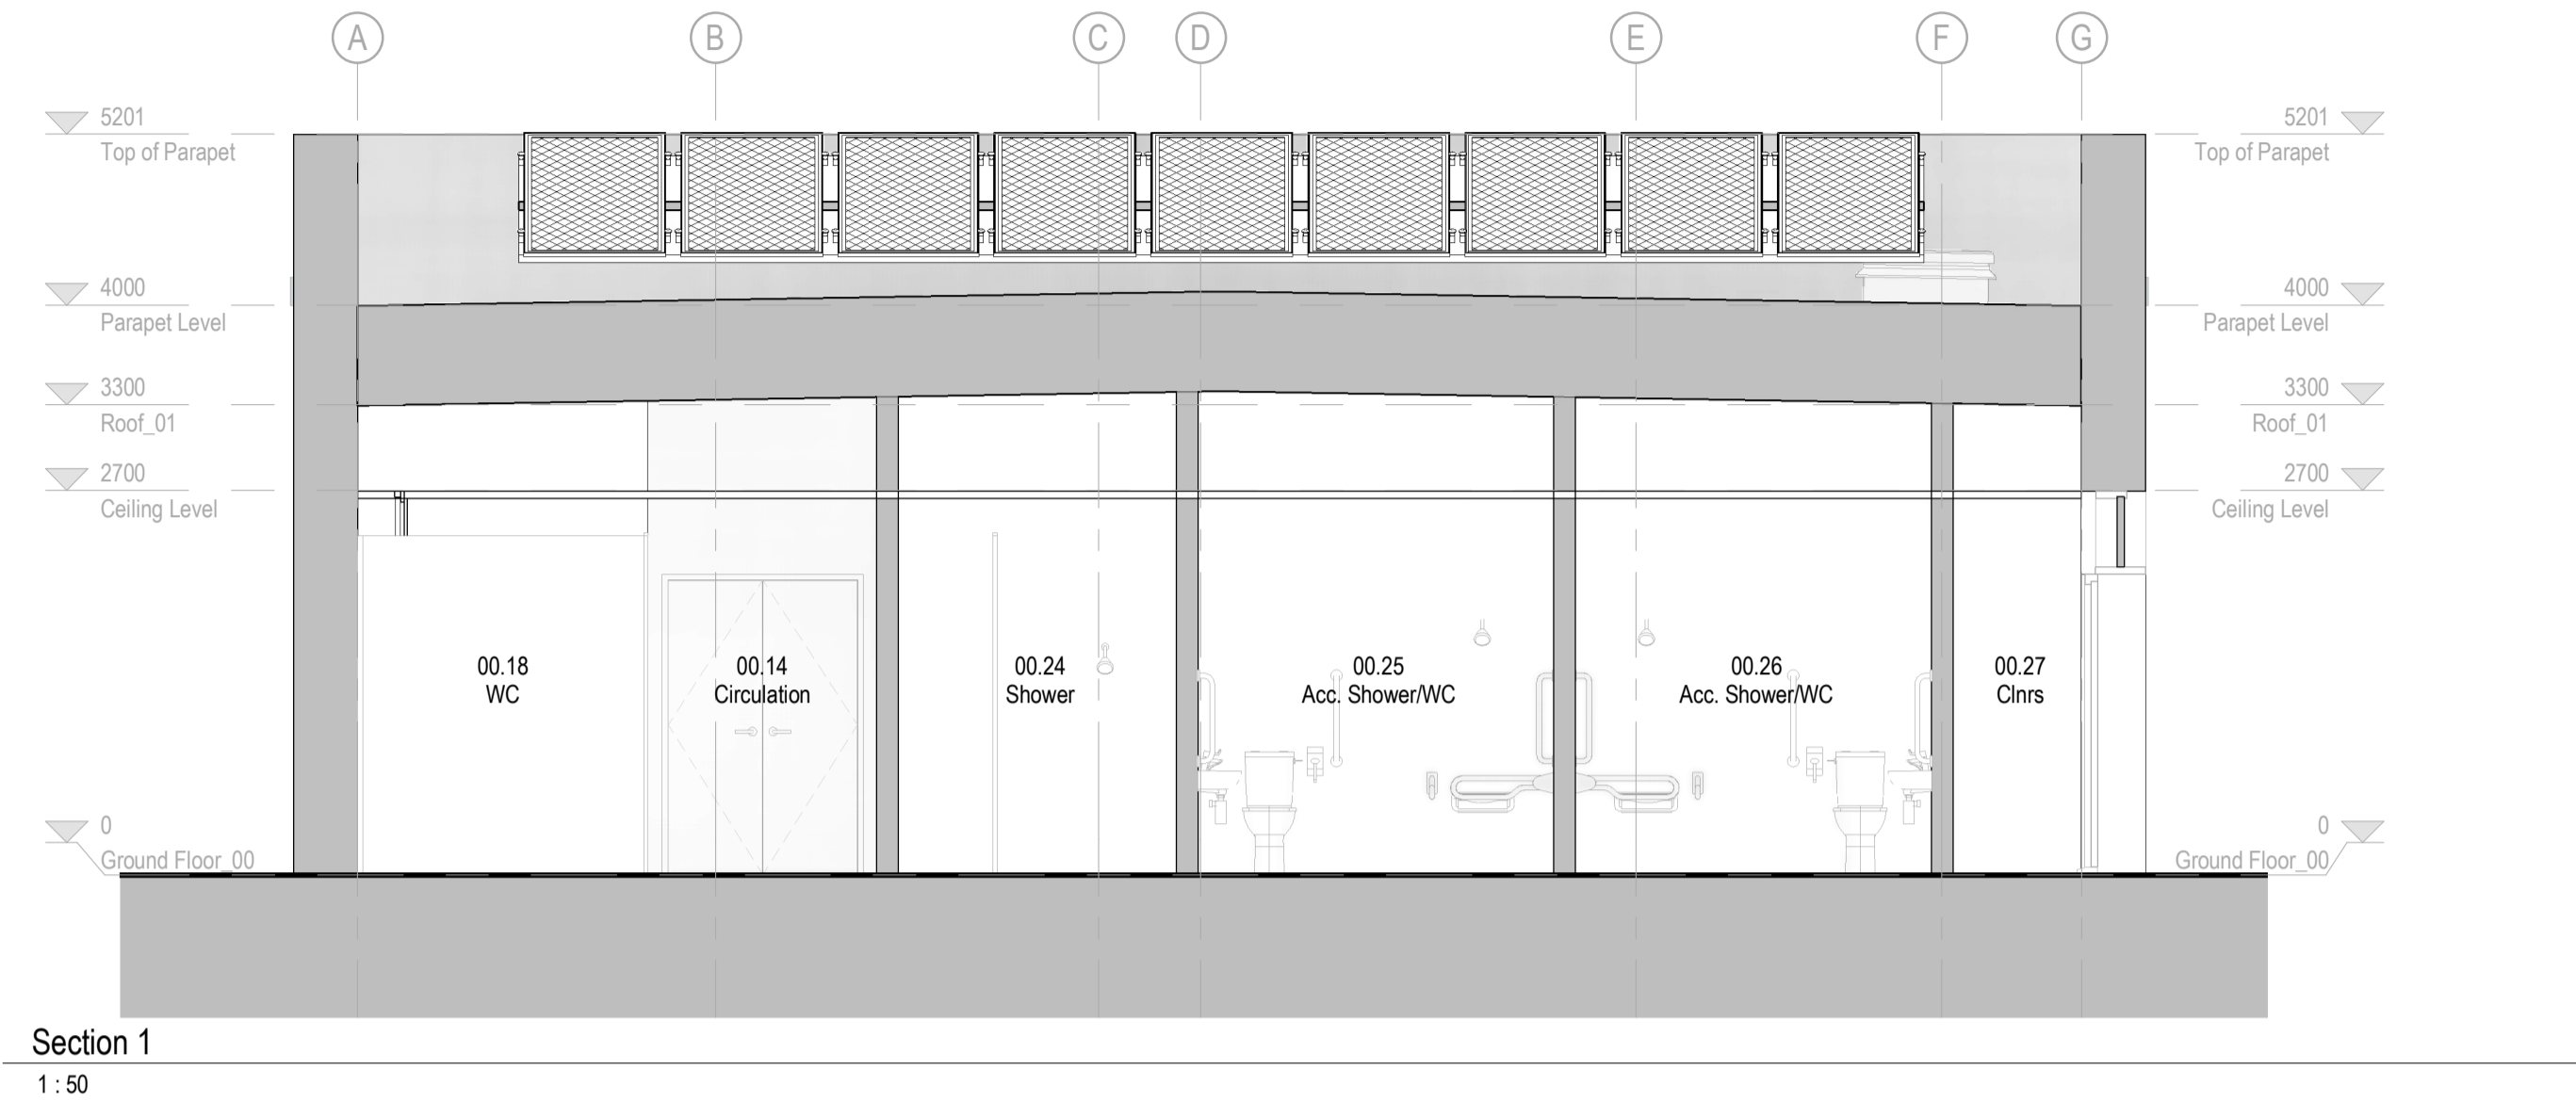 A B C D E F G
5201
Top of Parapet
5201
Top of Parapet
4000
Parapet Level
4000
Parapet Level
3300
Roof_01
3300
Roof_01
2700
Ceiling Level
2700
Ceiling Level
00.18
WC
00.14
Circulation
00.24
Shower
00.25
Acc. Shower/WC
00.26
Acc. Shower/WC
00.27
Clnrs
0
Ground Floor_00
0
Ground Floor_00
Section 1
1 : 50